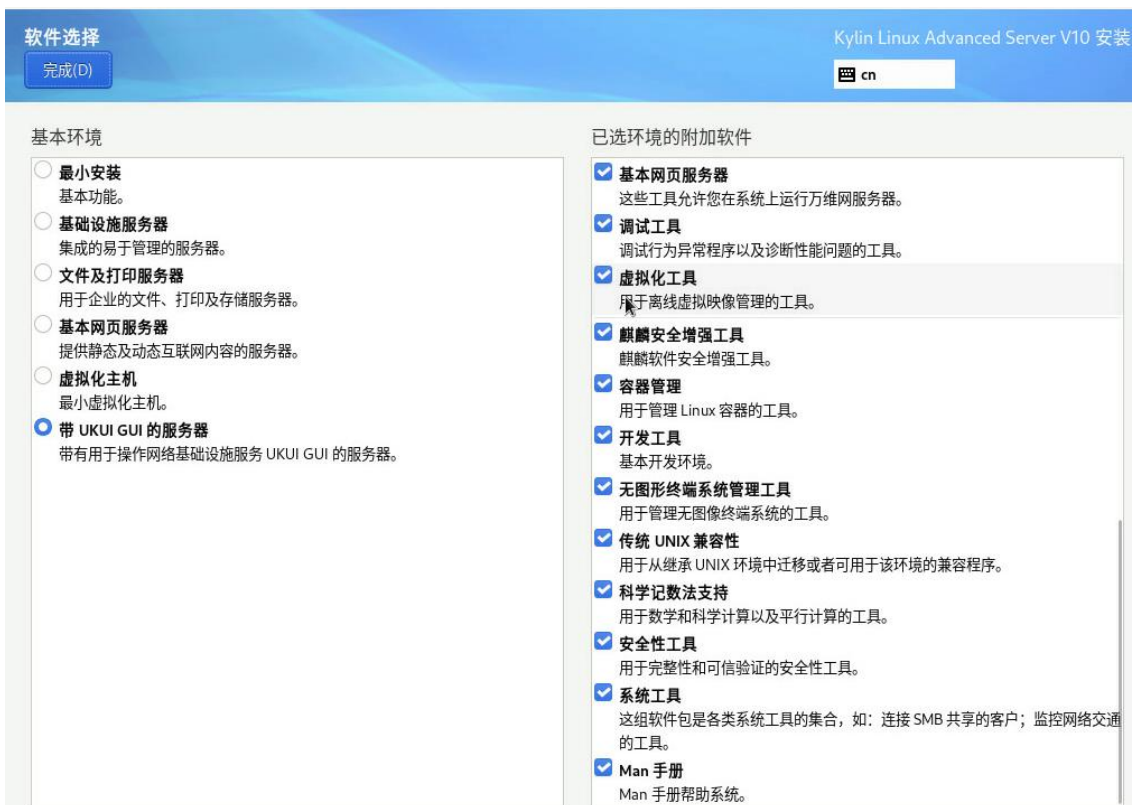 软件选择
Kylin Linux Advanced Server V10 安装
完成(D)
cn
基本环境
最小安装
基本功能。
基础设施服务器
集成的易于管理的服务器。
文件及打印服务器
用于企业的文件、打印及存储服务器。
基本网页服务器
提供静态及动态互联网内容的服务器。
虚拟化主机
最小虚拟化主机。
带 UKUI GUI 的服务器
带有用于操作网络基础设施服务 UKUI GUI 的服务器。
已选环境的附加软件
基本网页服务器
这些工具允许您在系统上运行万维网服务器。
调试工具
调试行为异常程序以及诊断性能问题的工具。
虚拟化工具
用于离线虚拟映像管理的工具。
麒麟安全增强工具
麒麟软件安全增强工具。
容器管理
用于管理 Linux 容器的工具。
开发工具
基本开发环境。
无图形终端系统管理工具
用于管理无图像终端系统的工具。
传统 UNIX 兼容性
用于从继承 UNIX 环境中迁移或者可用于该环境的兼容程序。
科学记数法支持
用于数学和科学计算以及平行计算的工具。
安全性工具
用于完整性和可信验证的安全性工具。
系统工具
这组软件包是各类系统工具的集合，如：连接 SMB 共享的客户；监控网络交通
的工具。
Man 手册
Man 手册帮助系统。